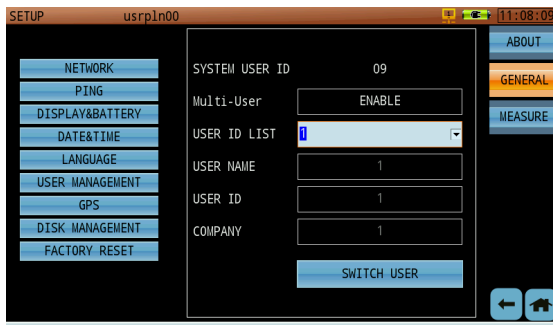 SETUP usrpln00 11:08:09
ABOUT
GENERAL
MEASURE
NETWORK
PING
DISPLAY&BATTERY
DATE&TIME
LANGUAGE
USER MANAGEMENT
GPS
DISK MANAGEMENT
FACTORY RESET
SYSTEM USER ID 09
Multi-User ENABLE
USER ID LIST 1
USER NAME 1
USER ID 1
COMPANY 1
SWITCH USER